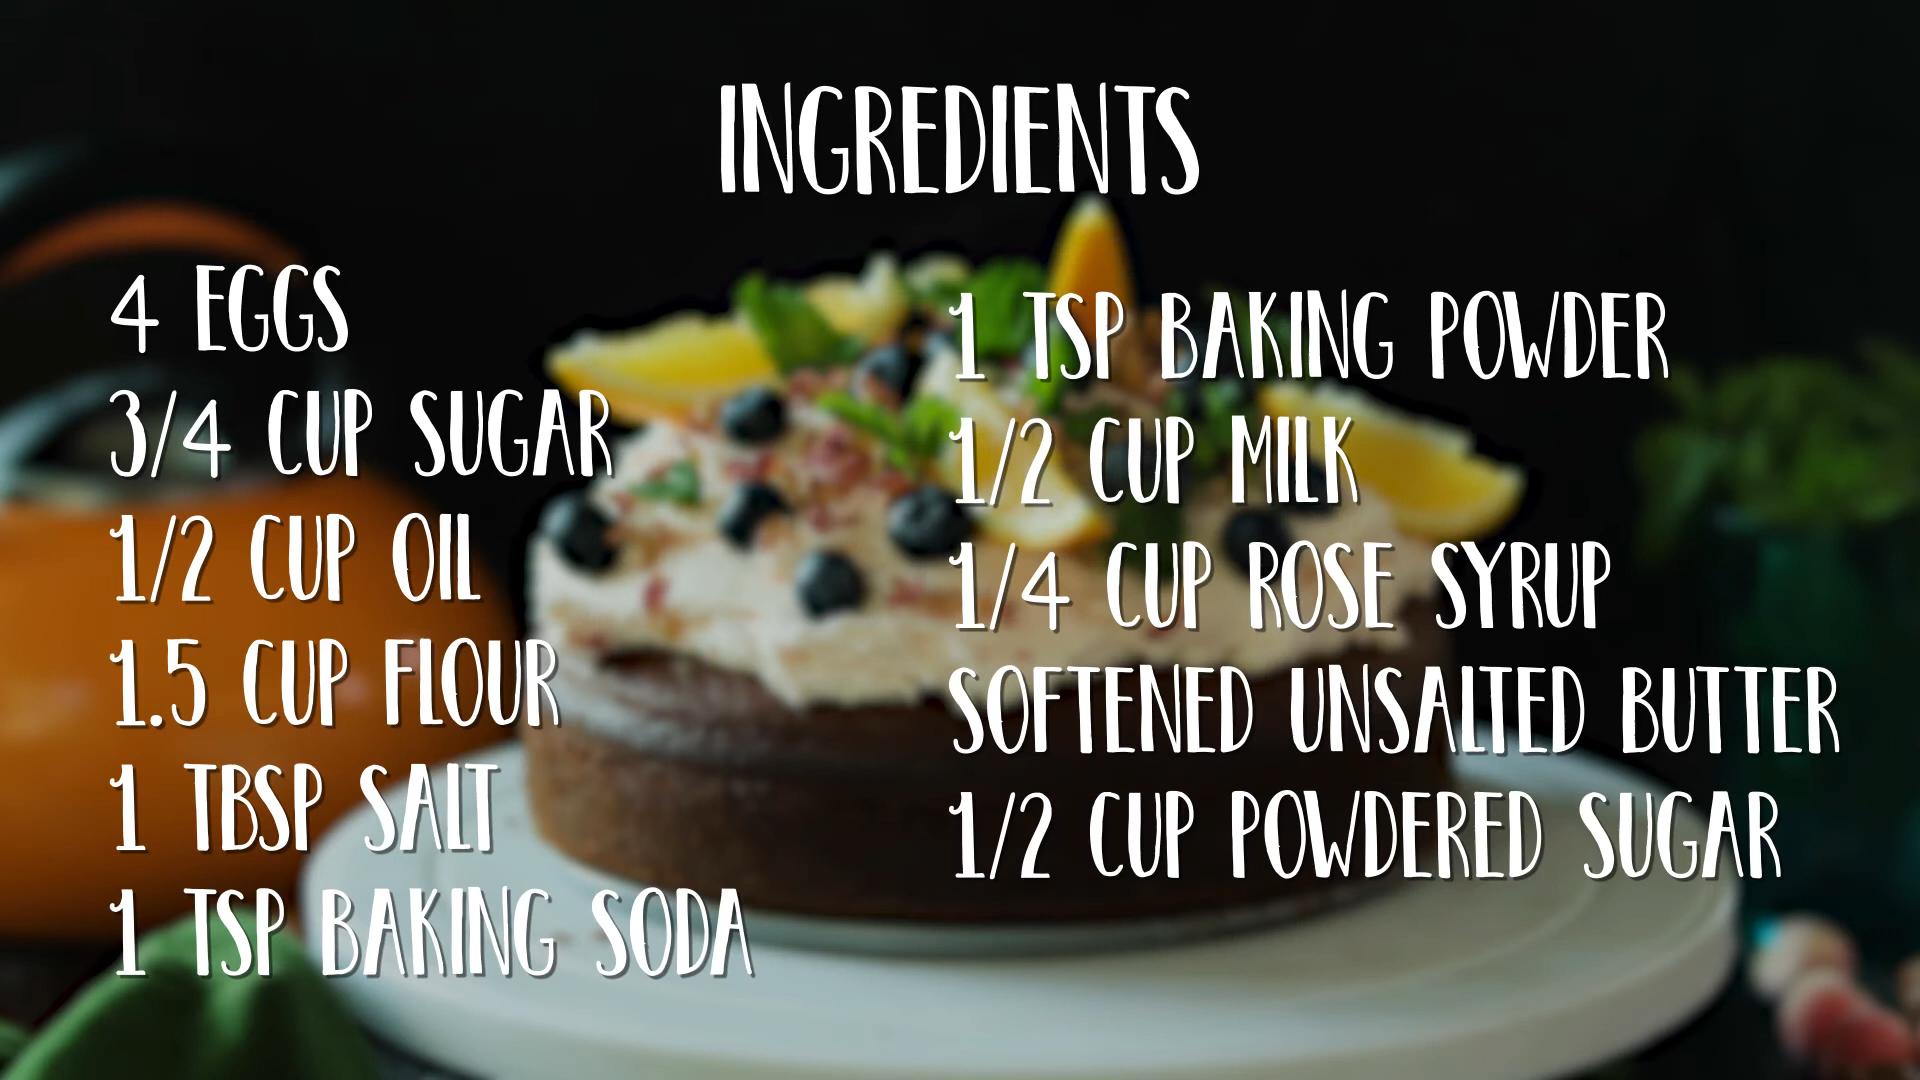 INGREDIENTS
4 EGGS
3/4 CUP SUGAR
1/2 CUP OIL
1.5 CUP FLOUR
1 TBSP SALT
1 TSP BAKING SODA
1 TSP BAKING POWDER
1/2 CUP MILK
1/4 CUP ROSE SYRUP
SOFTENED UNSALTED BUTTER
1/2 CUP POWDERED SUGAR